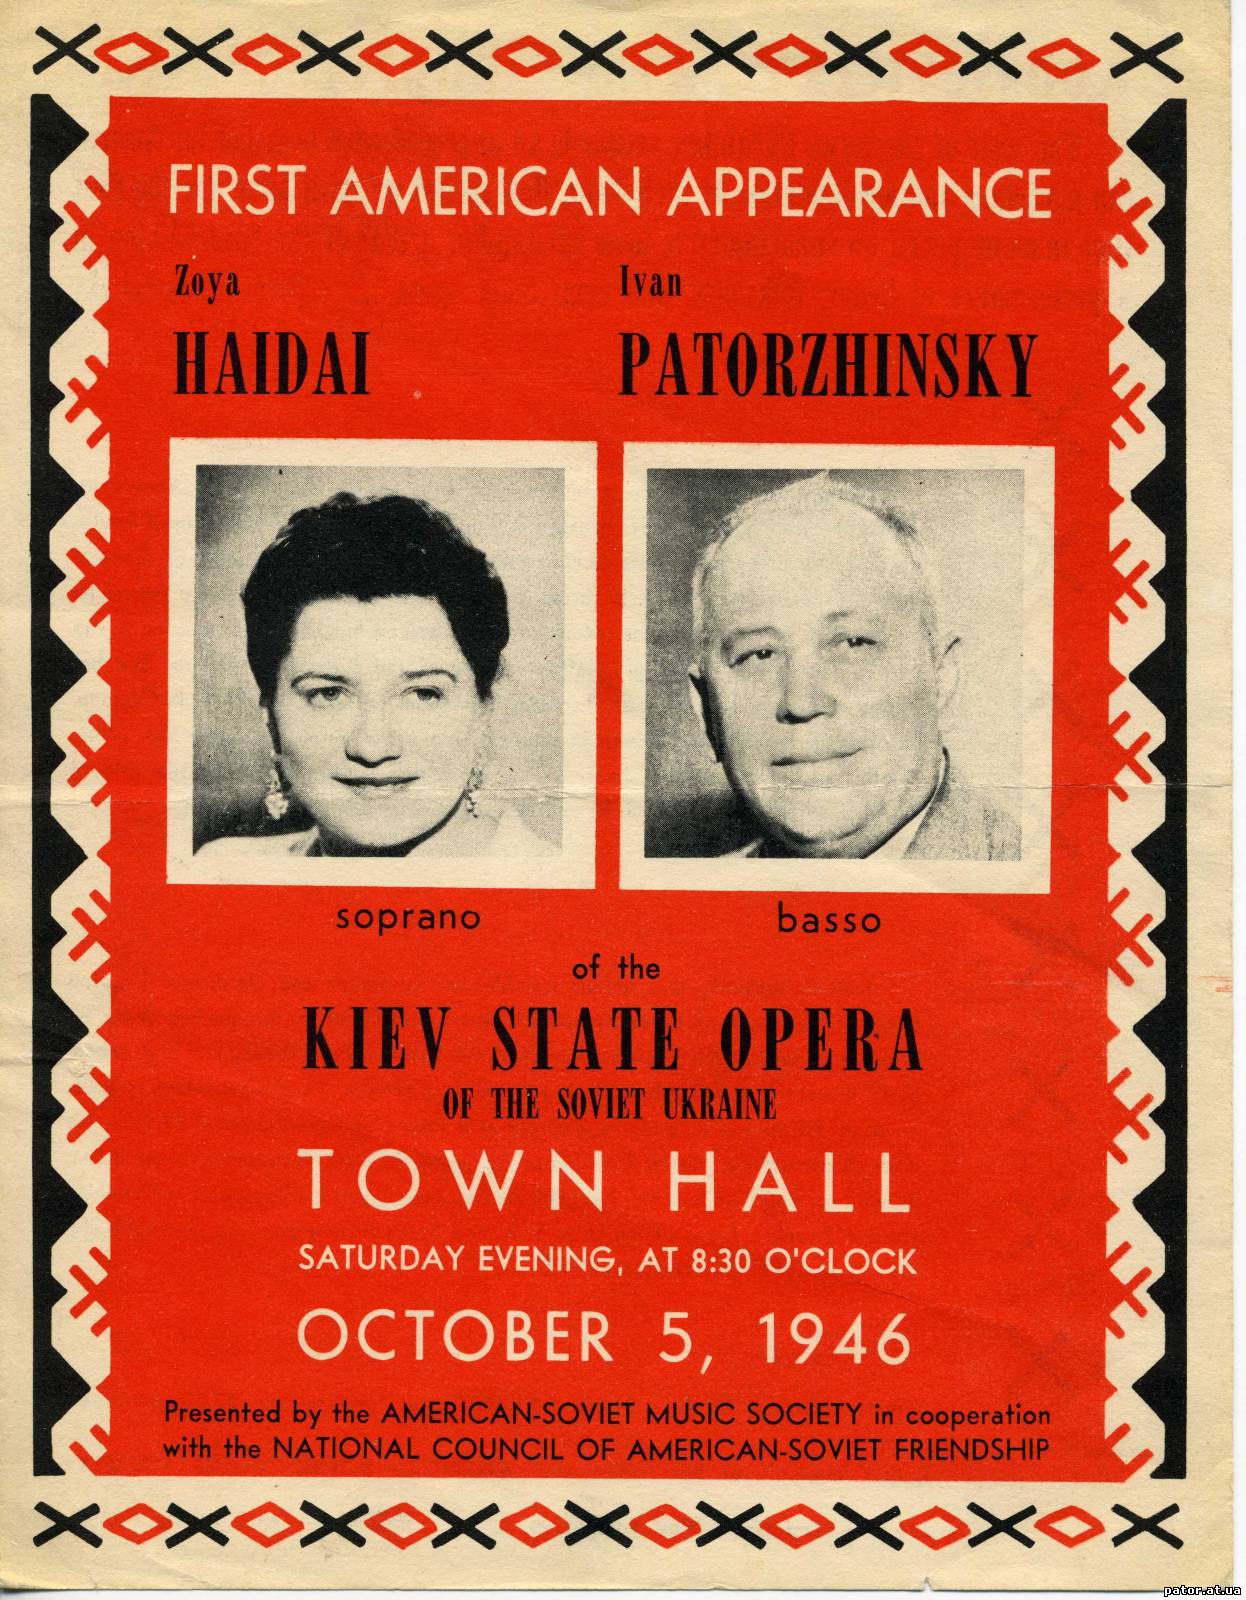 FIRST AMERICAN APPEARANCE
Zoya
HAIDAI
Ivan
PATORZHINSKY
soprano
basso
of the
KIEV STATE OPERA
OF THE SOVIET UKRAINE
TOWN HALL
SATURDAY EVENING, AT 8:30 O'CLOCK
OCTOBER 5, 1946
Presented by the AMERICAN-SOVIET MUSIC SOCIETY in cooperation
with the NATIONAL COUNCIL OF AMERICAN-SOVIET FRIENDSHIP
pator.at.ua